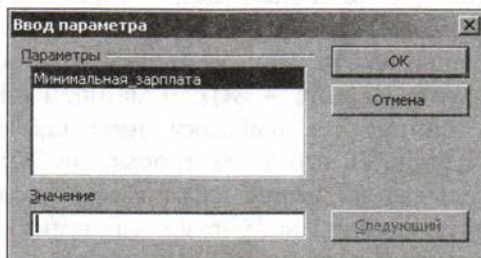 Ввод параметра
Параметры
Минимальная_зарплата
OK
Отмена
Значение
Следующий